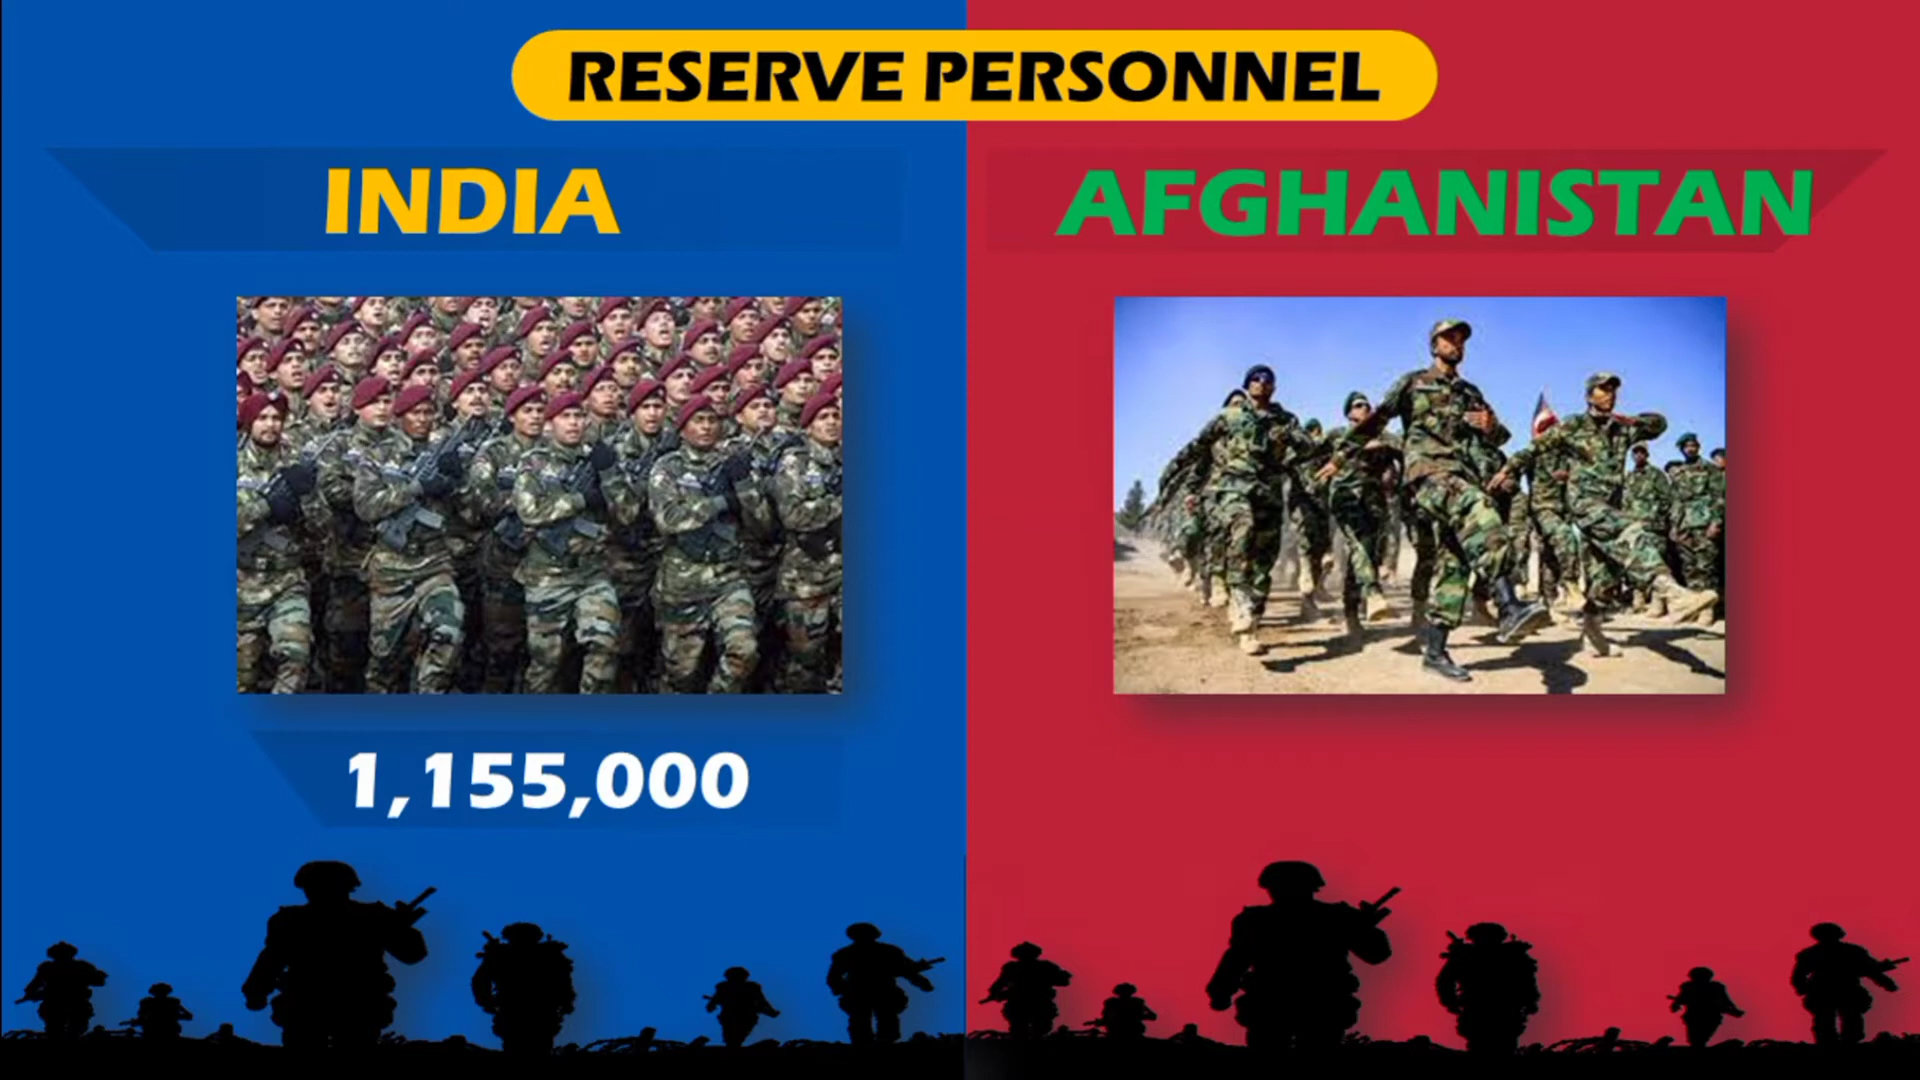 RESERVE PERSONNEL
INDIA
AFGHANISTAN
1,155,000